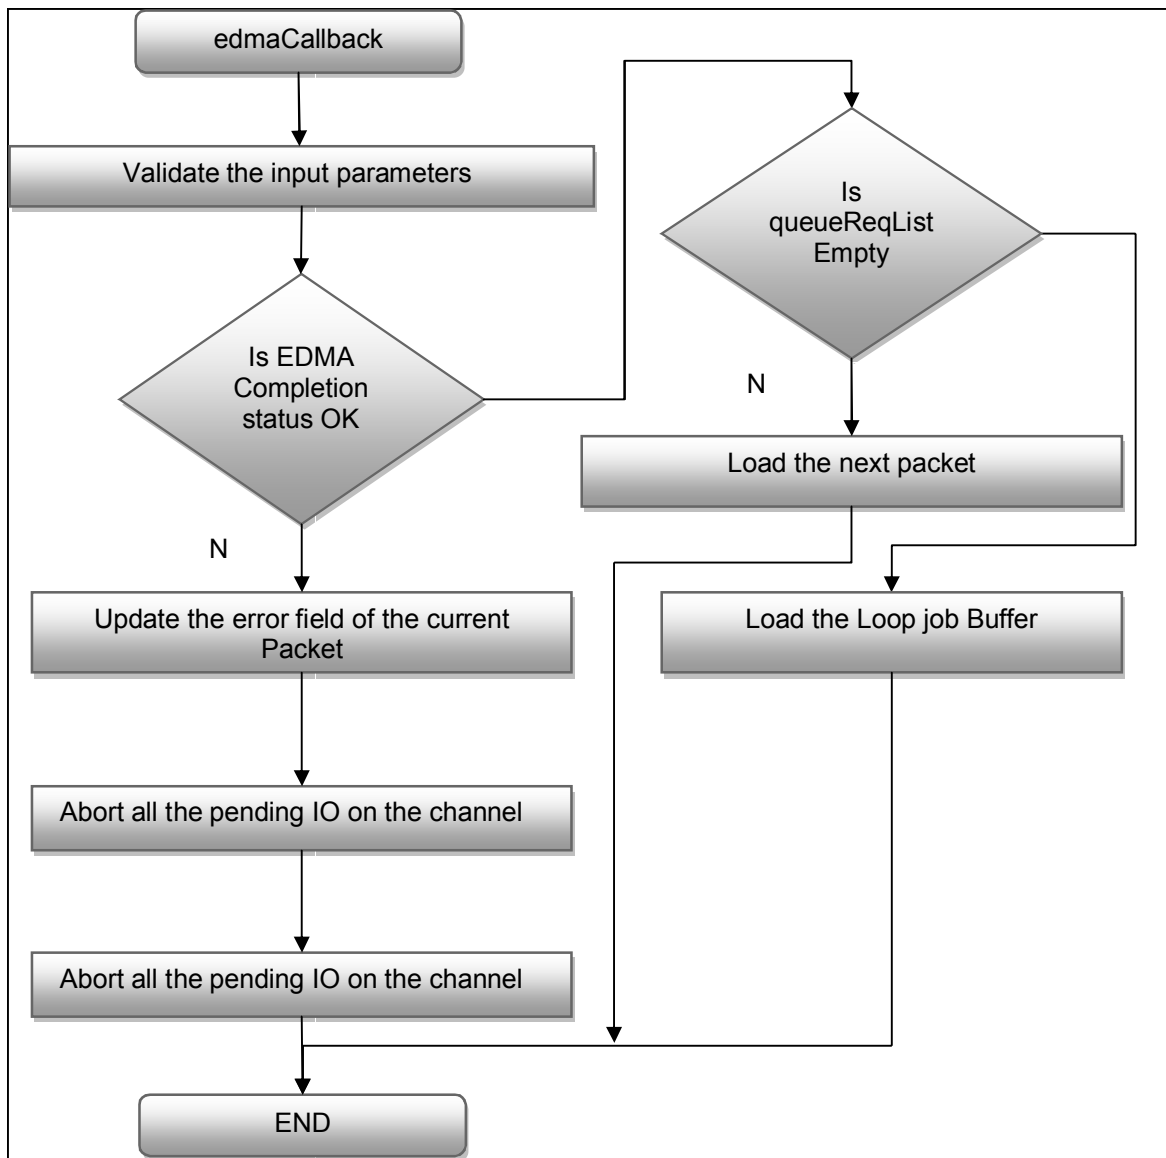 edmaCallback
Validate the input parameters
Is EDMA
Completion
status OK
N
Update the error field of the current
Packet
Abort all the pending IO on the channel
Abort all the pending IO on the channel
END
Is
queueReqList
Empty
N
Load the next packet
Load the Loop job Buffer